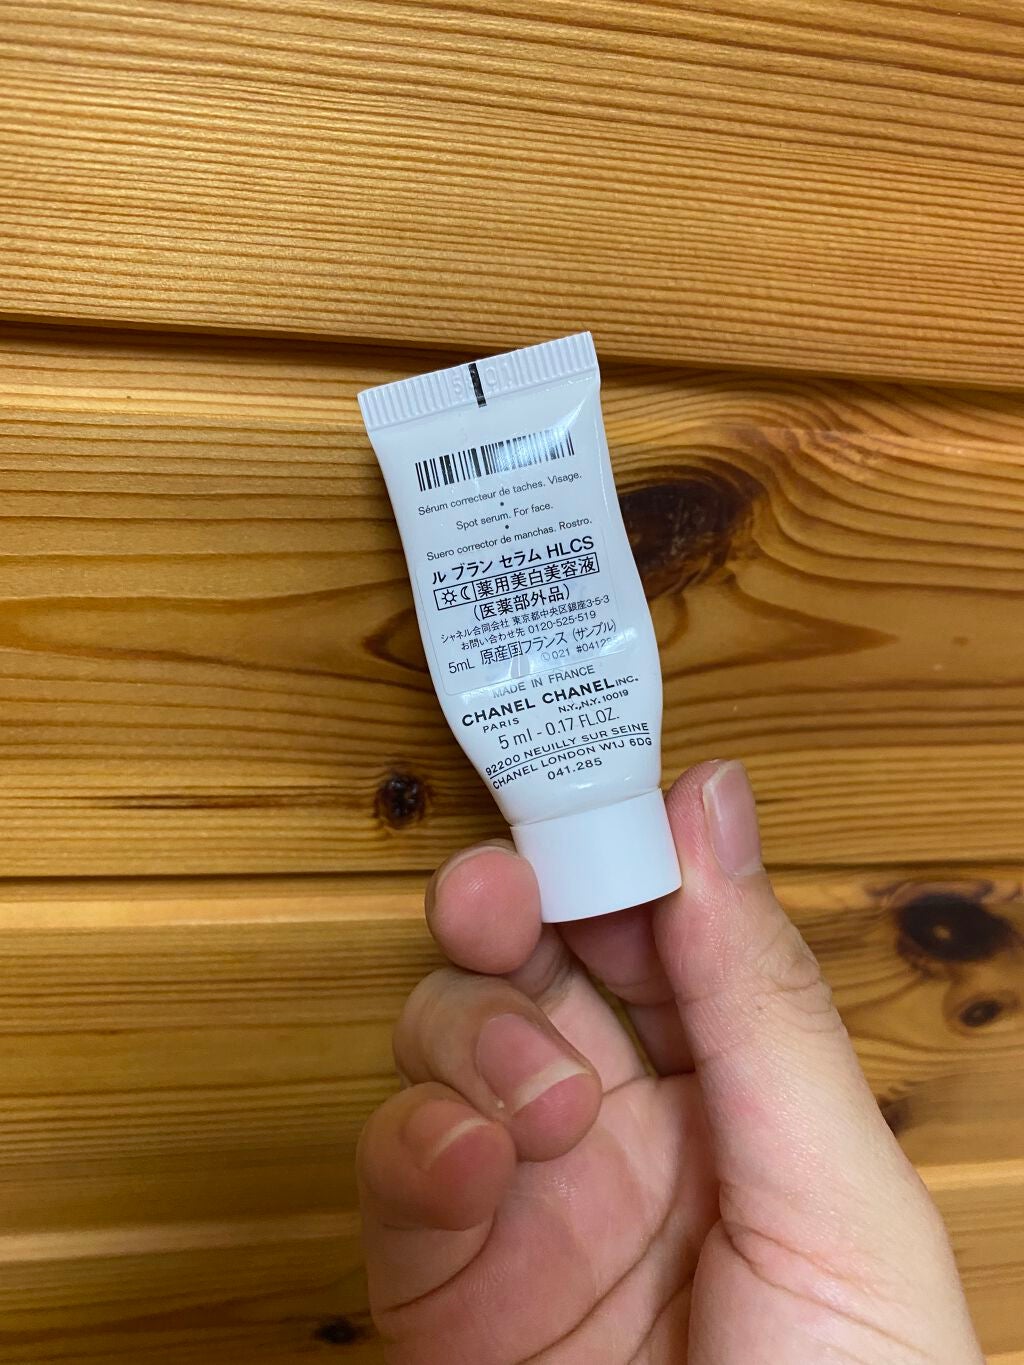 Sérum correcteur de taches. Visage.
•
Spot serum. For face.
•
Suero corrector de manchas. Rostro.
ル ブラン セラム HLCS
薬用美白美容液
(医薬部外品)
シャネル合同会社 東京都中央区銀座3-5-3
お問い合わせ先 0120-525-519
5mL 原産国フランス (サンプル)
©021
MADE IN FRANCE
CHANEL CHANEL INC.
PARIS N.Y.,N.Y. 10019
5 ml - 0.17 FL.OZ.
92200 NEUILLY SUR SEINE
CHANEL LONDON W1J 6DG
041.285